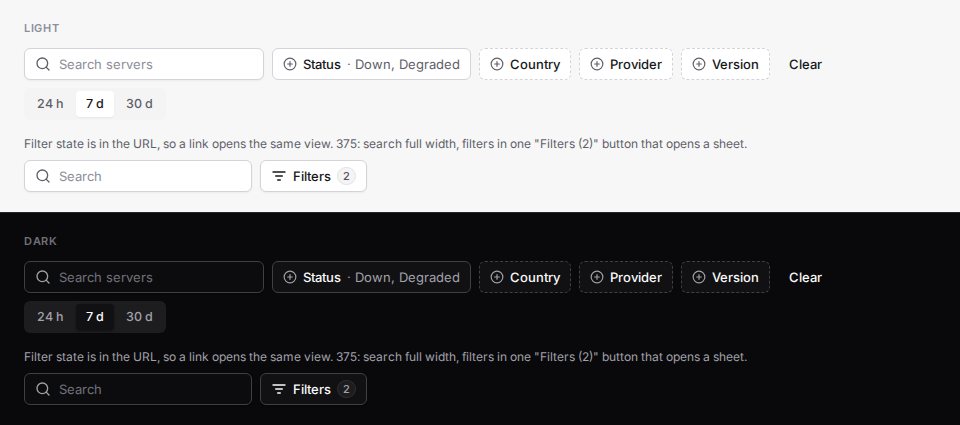 LIGHT
Search servers
Status · Down, Degraded
Country
Provider
Version
Clear
24 h 7 d 30 d
Filter state is in the URL, so a link opens the same view. 375: search full width, filters in one "Filters (2)" button that opens a sheet.
Search
Filters 2
DARK
Search servers
Status · Down, Degraded
Country
Provider
Version
Clear
24 h 7 d 30 d
Filter state is in the URL, so a link opens the same view. 375: search full width, filters in one "Filters (2)" button that opens a sheet.
Search
Filters 2